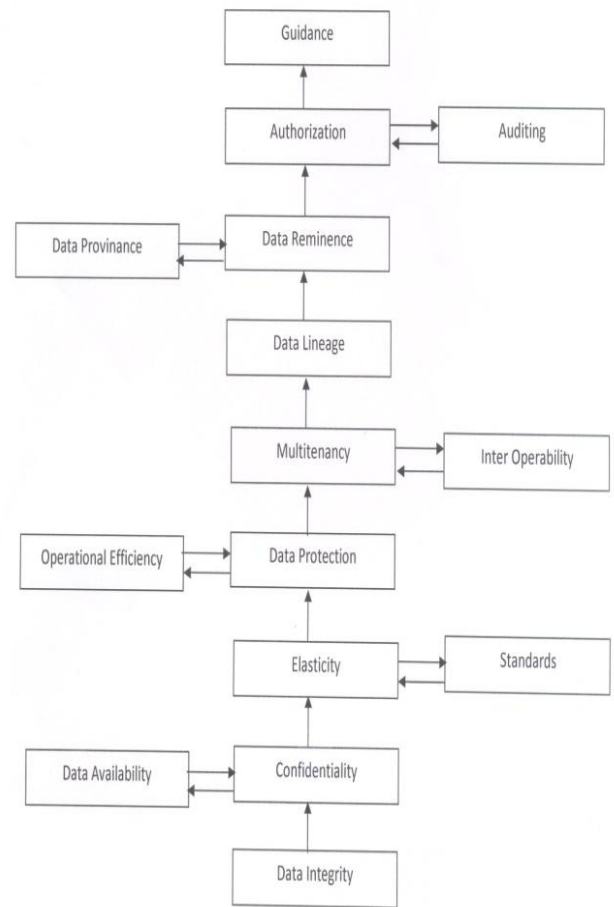 Guidance
Authorization
Auditing
Data Provinance
Data Reminence
Data Lineage
Multitenancy
Inter Operability
Operational Efficiency
Data Protection
Elasticity
Standards
Data Availability
Confidentiality
Data Integrity